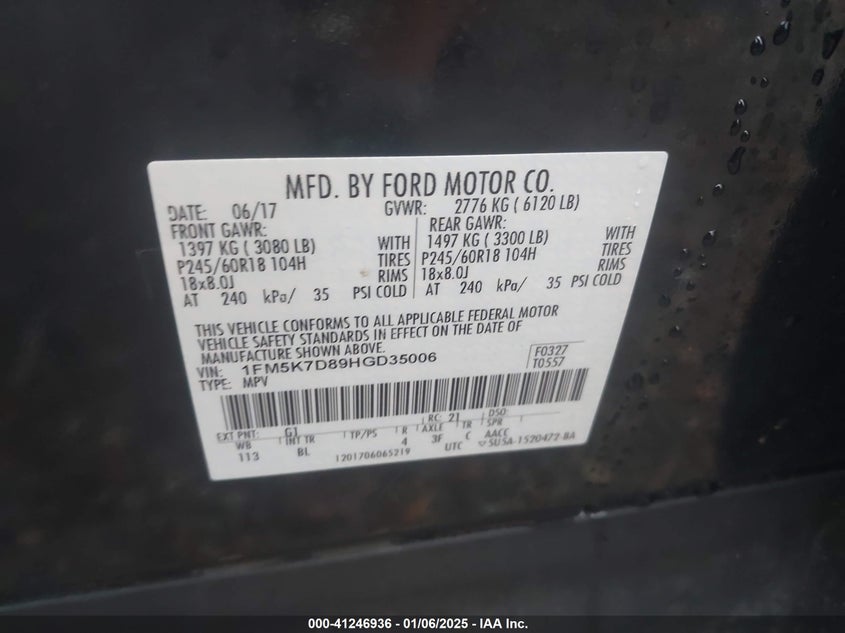 MFD. BY FORD MOTOR CO.
DATE: 06/17 GVWR: 2776 KG ( 6120 LB)
FRONT GAWR: REAR GAWR:
1397 KG ( 3080 LB) WITH 1497 KG ( 3300 LB) WITH
P245/60R18 104H TIRES P245/60R18 104H TIRES
18x8.0J RIMS 18x8.0J RIMS
AT 240 kPa/ 35 PSI COLD AT 240 kPa/ 35 PSI COLD
THIS VEHICLE CONFORMS TO ALL APPLICABLE FEDERAL MOTOR
VEHICLE SAFETY STANDARDS IN EFFECT ON THE DATE OF
MANUFACTURE SHOWN ABOVE.
VIN: 1FM5K7D89HGD35006 F0327
TYPE: MPV T0557
EXT PNT: G1 RC: 21 DSO:
WB INT TR TP/PS R AXLE TR SPR
113 BL 4 3F C AACE
1201706065219 UTC 5U5A-1520472-BA
000-41246936 - 01/06/2025 - IAA Inc.